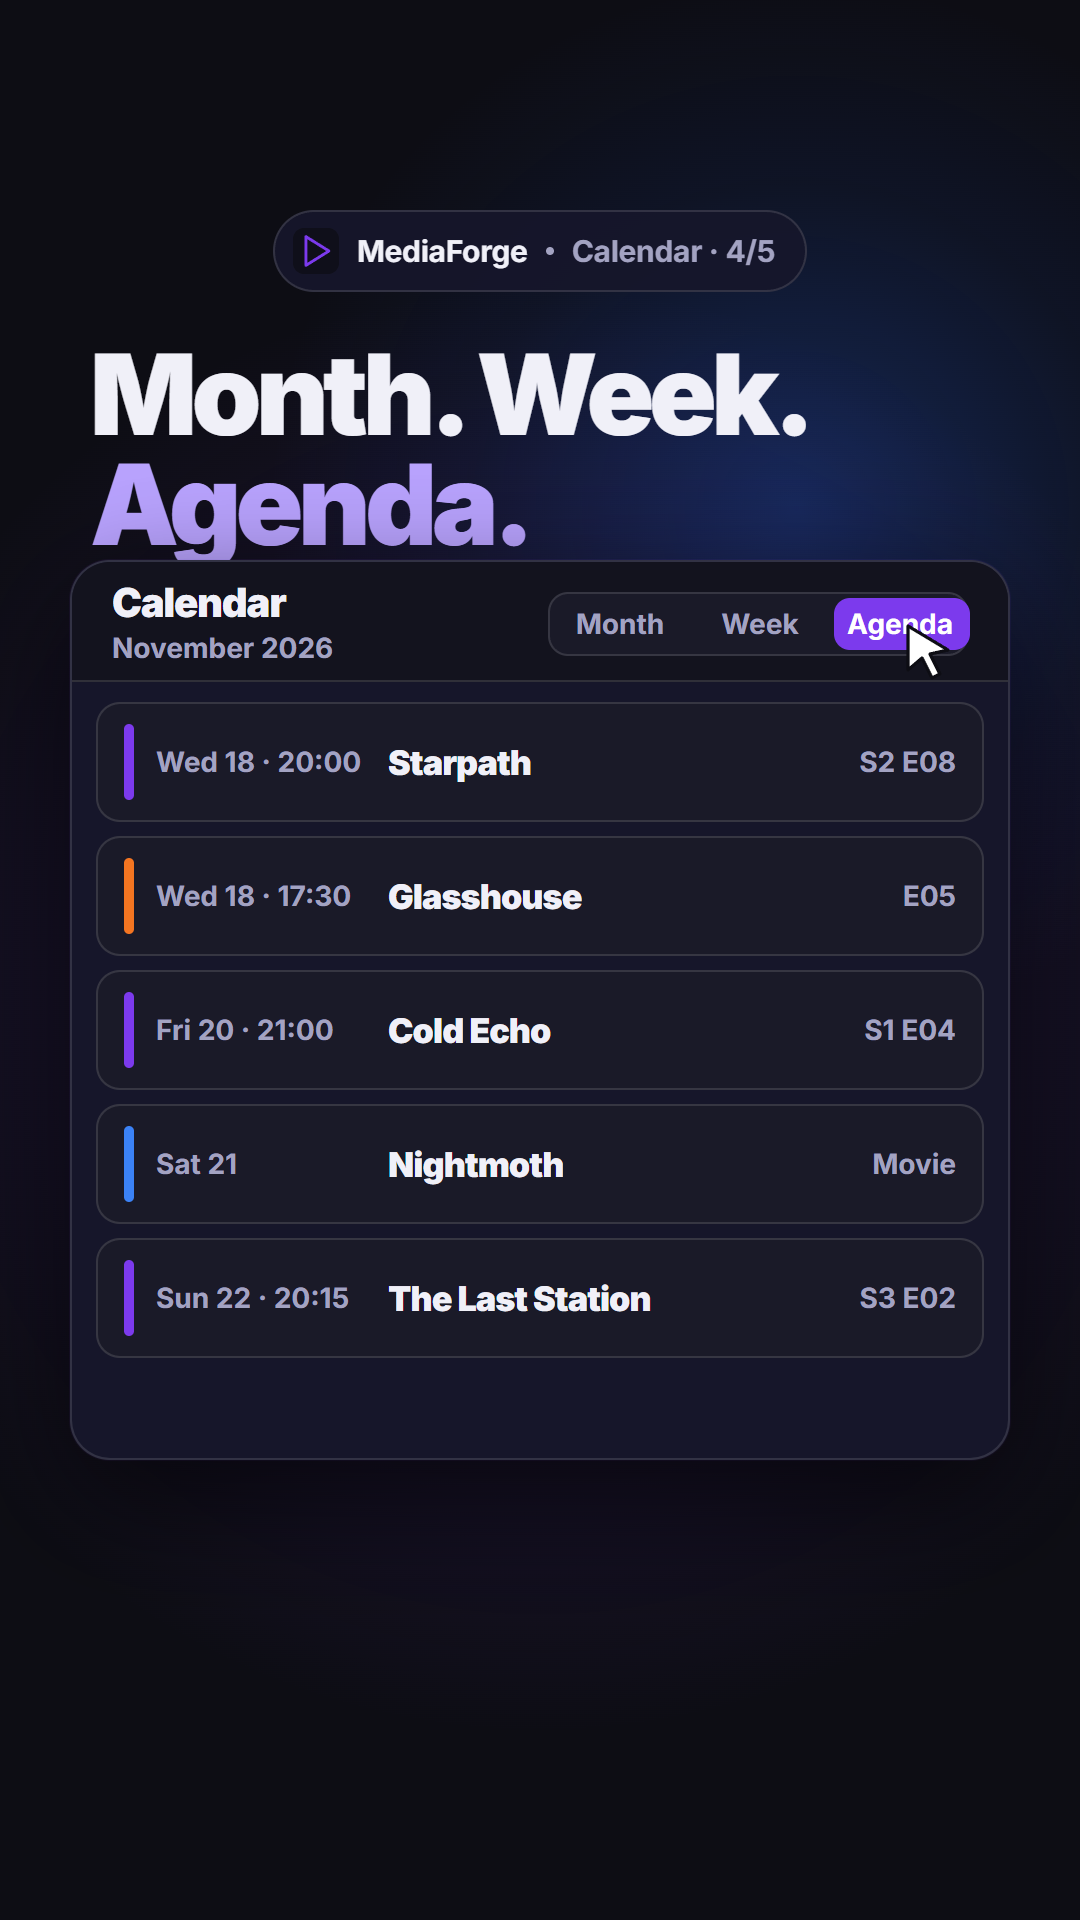 MediaForge • Calendar · 4/5
Month. Week.
Agenda.
Calendar
November 2026
Month Week Agenda
Wed 18 · 20:00 Starpath S2 E08
Wed 18 · 17:30 Glasshouse E05
Fri 20 · 21:00 Cold Echo S1 E04
Sat 21 Nightmoth Movie
Sun 22 · 20:15 The Last Station S3 E02